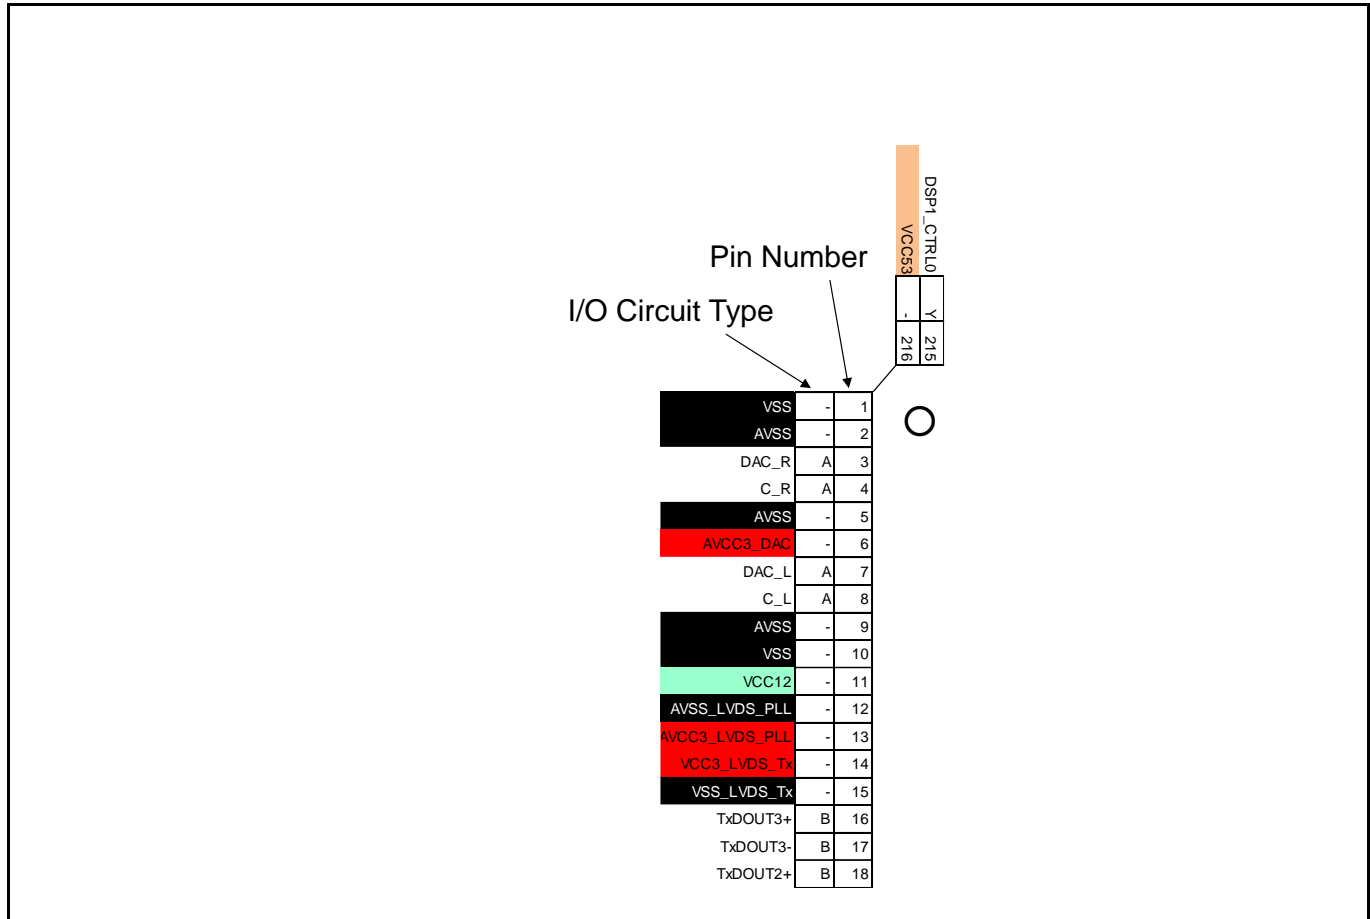 DSP1_CTRL0 Y 215
VCC53 - 216
Pin Number
I/O Circuit Type
VSS - 1
AVSS - 2
DAC_R A 3
C_R A 4
AVSS - 5
AVCC3_DAC - 6
DAC_L A 7
C_L A 8
AVSS - 9
VSS - 10
VCC12 - 11
AVSS_LVDS_PLL - 12
AVCC3_LVDS_PLL - 13
VCC3_LVDS_Tx - 14
VSS_LVDS_Tx - 15
TxDOUT3+ B 16
TxDOUT3- B 17
TxDOUT2+ B 18